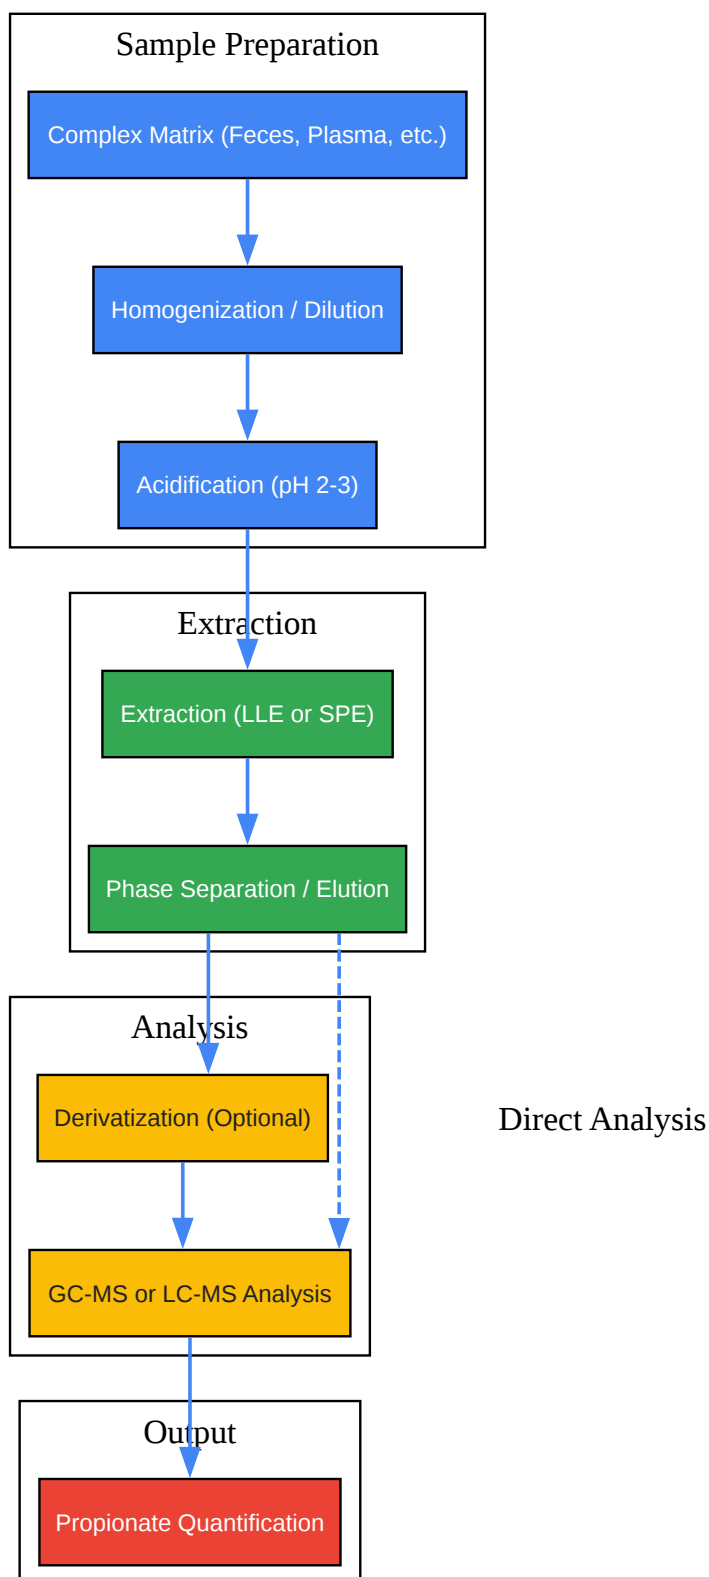 Sample Preparation
Complex Matrix (Feces, Plasma, etc.)
Homogenization / Dilution
Acidification (pH 2-3)
Extraction
Extraction (LLE or SPE)
Phase Separation / Elution
Analysis
Derivatization (Optional)
Direct Analysis
GC-MS or LC-MS Analysis
Output
Propionate Quantification